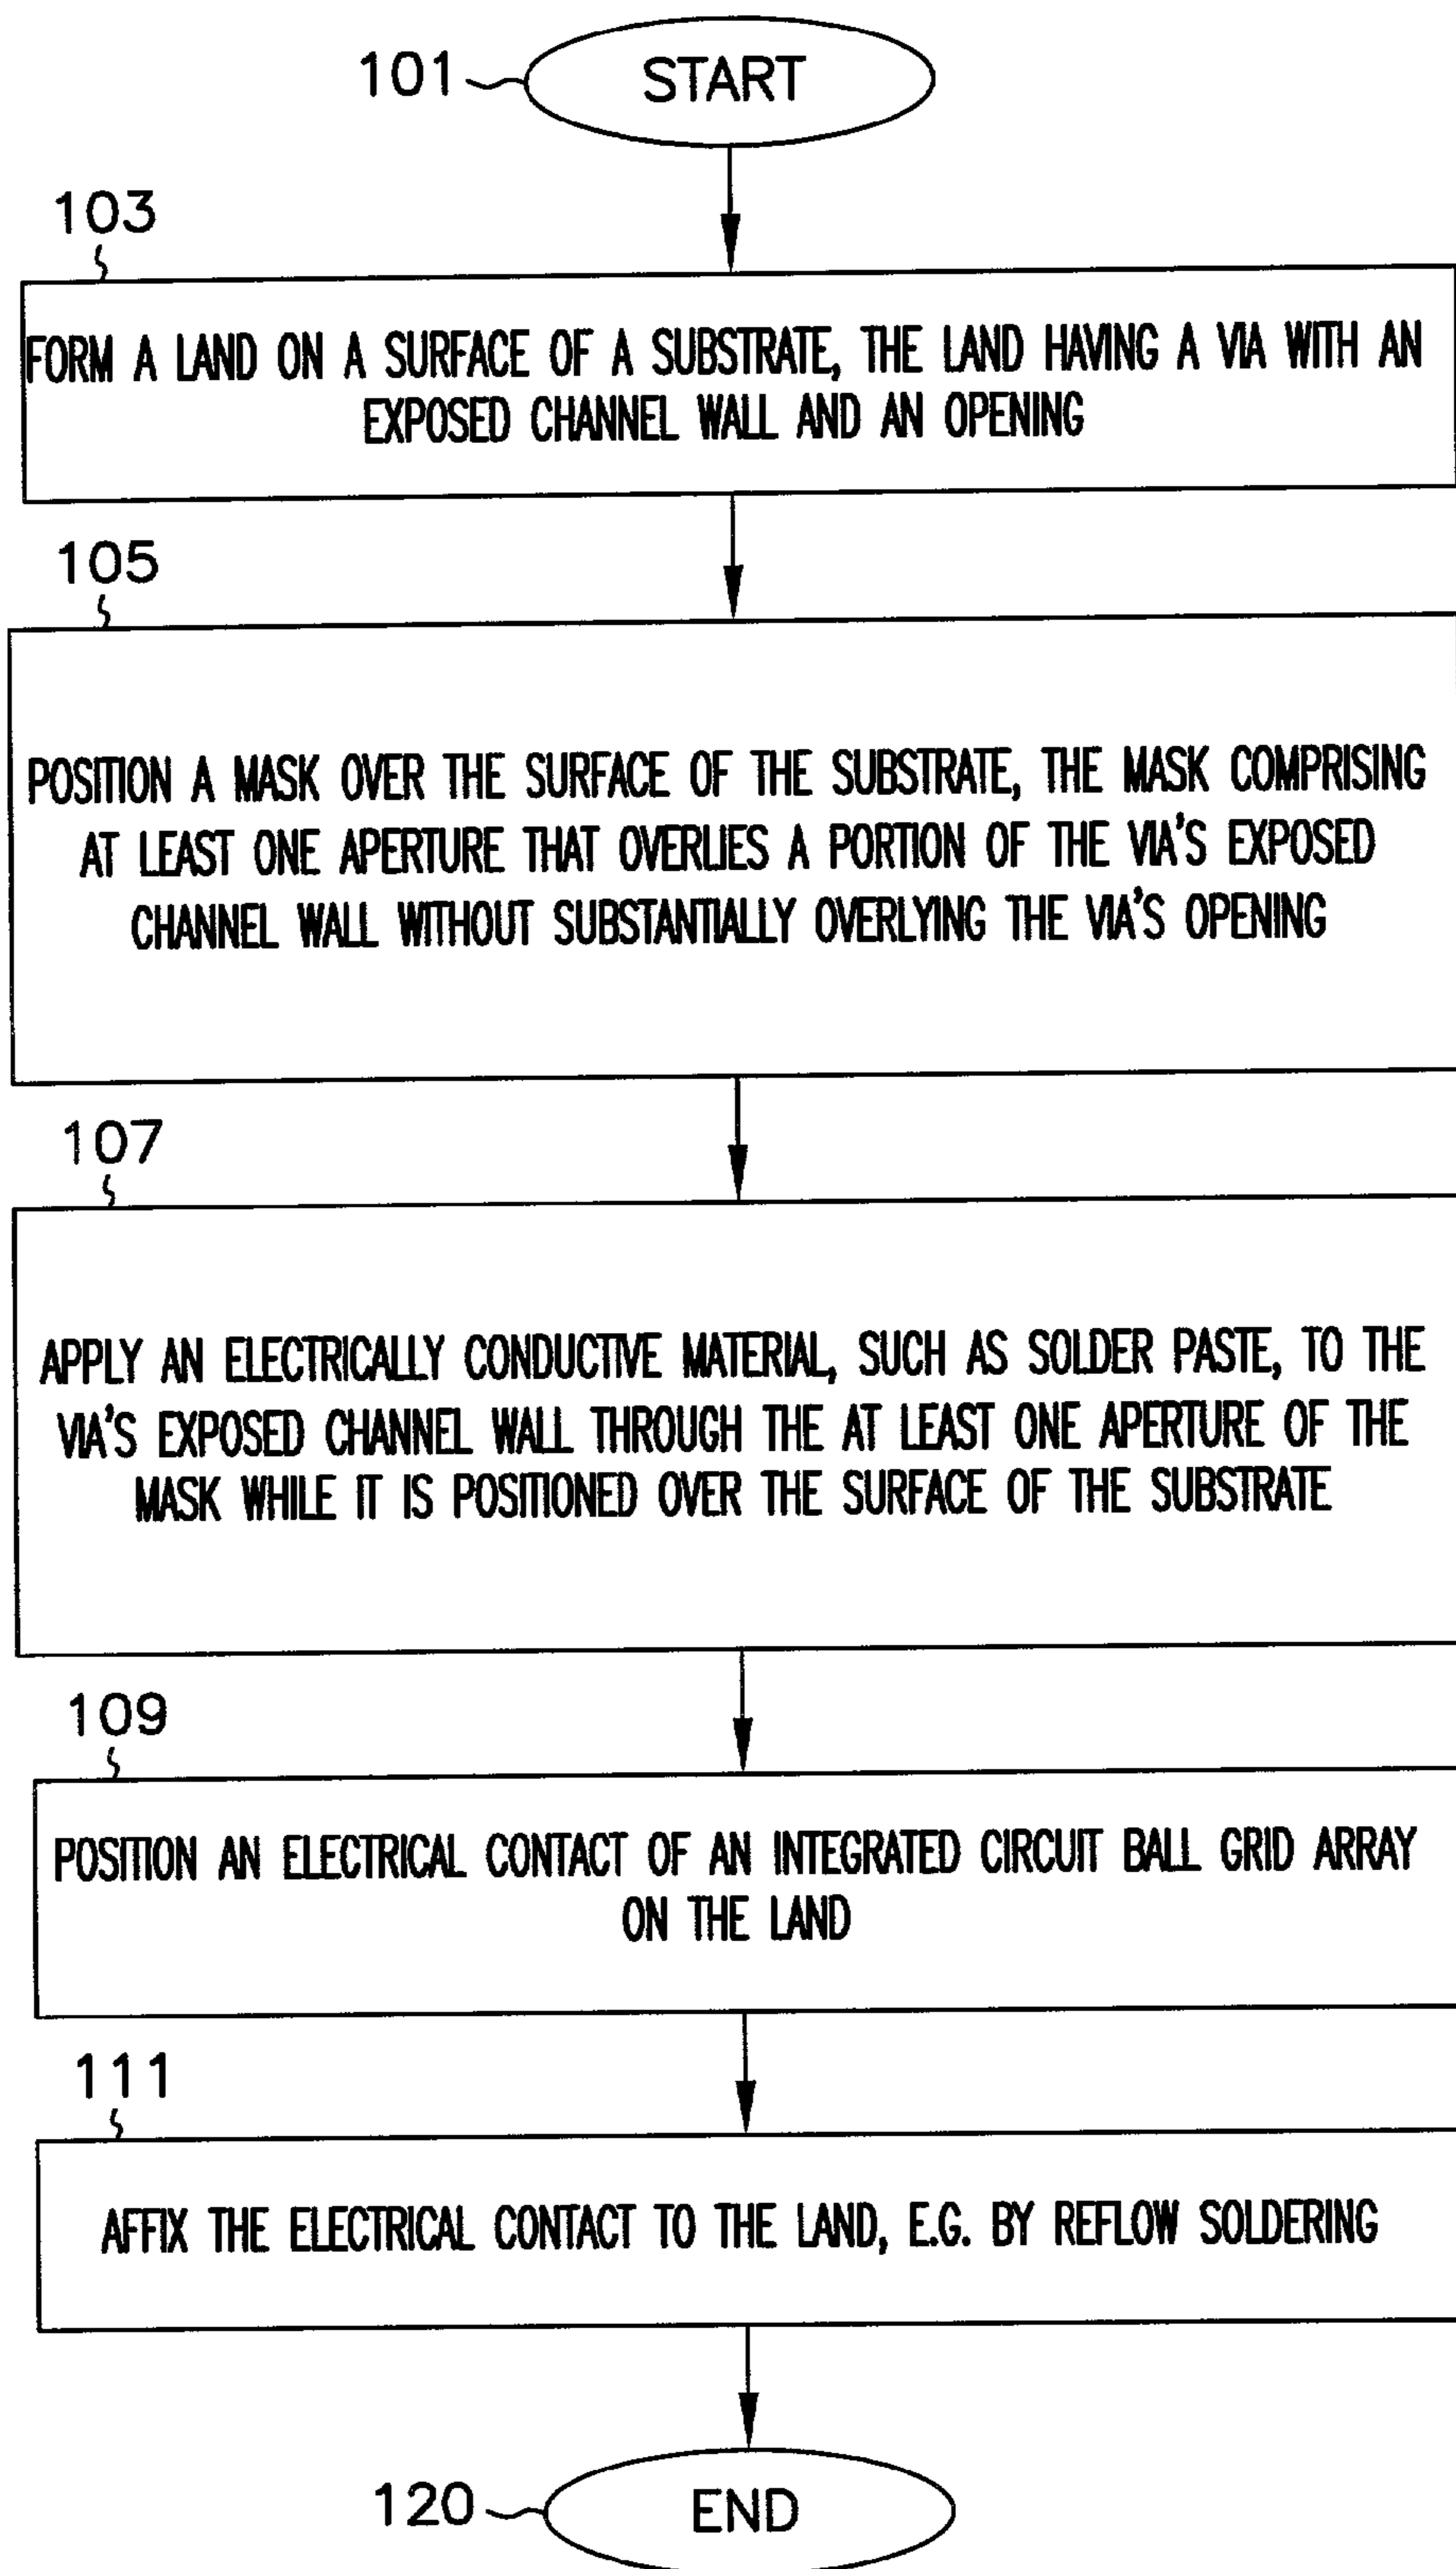 101
START
103
FORM A LAND ON A SURFACE OF A SUBSTRATE, THE LAND HAVING A VIA WITH AN
EXPOSED CHANNEL WALL AND AN OPENING
105
POSITION A MASK OVER THE SURFACE OF THE SUBSTRATE, THE MASK COMPRISING
AT LEAST ONE APERTURE THAT OVERLIES A PORTION OF THE VIA'S EXPOSED
CHANNEL WALL WITHOUT SUBSTANTIALLY OVERLYING THE VIA'S OPENING
107
APPLY AN ELECTRICALLY CONDUCTIVE MATERIAL, SUCH AS SOLDER PASTE, TO THE
VIA'S EXPOSED CHANNEL WALL THROUGH THE AT LEAST ONE APERTURE OF THE
MASK WHILE IT IS POSITIONED OVER THE SURFACE OF THE SUBSTRATE
109
POSITION AN ELECTRICAL CONTACT OF AN INTEGRATED CIRCUIT BALL GRID ARRAY
ON THE LAND
111
AFFIX THE ELECTRICAL CONTACT TO THE LAND, E.G. BY REFLOW SOLDERING
120
END